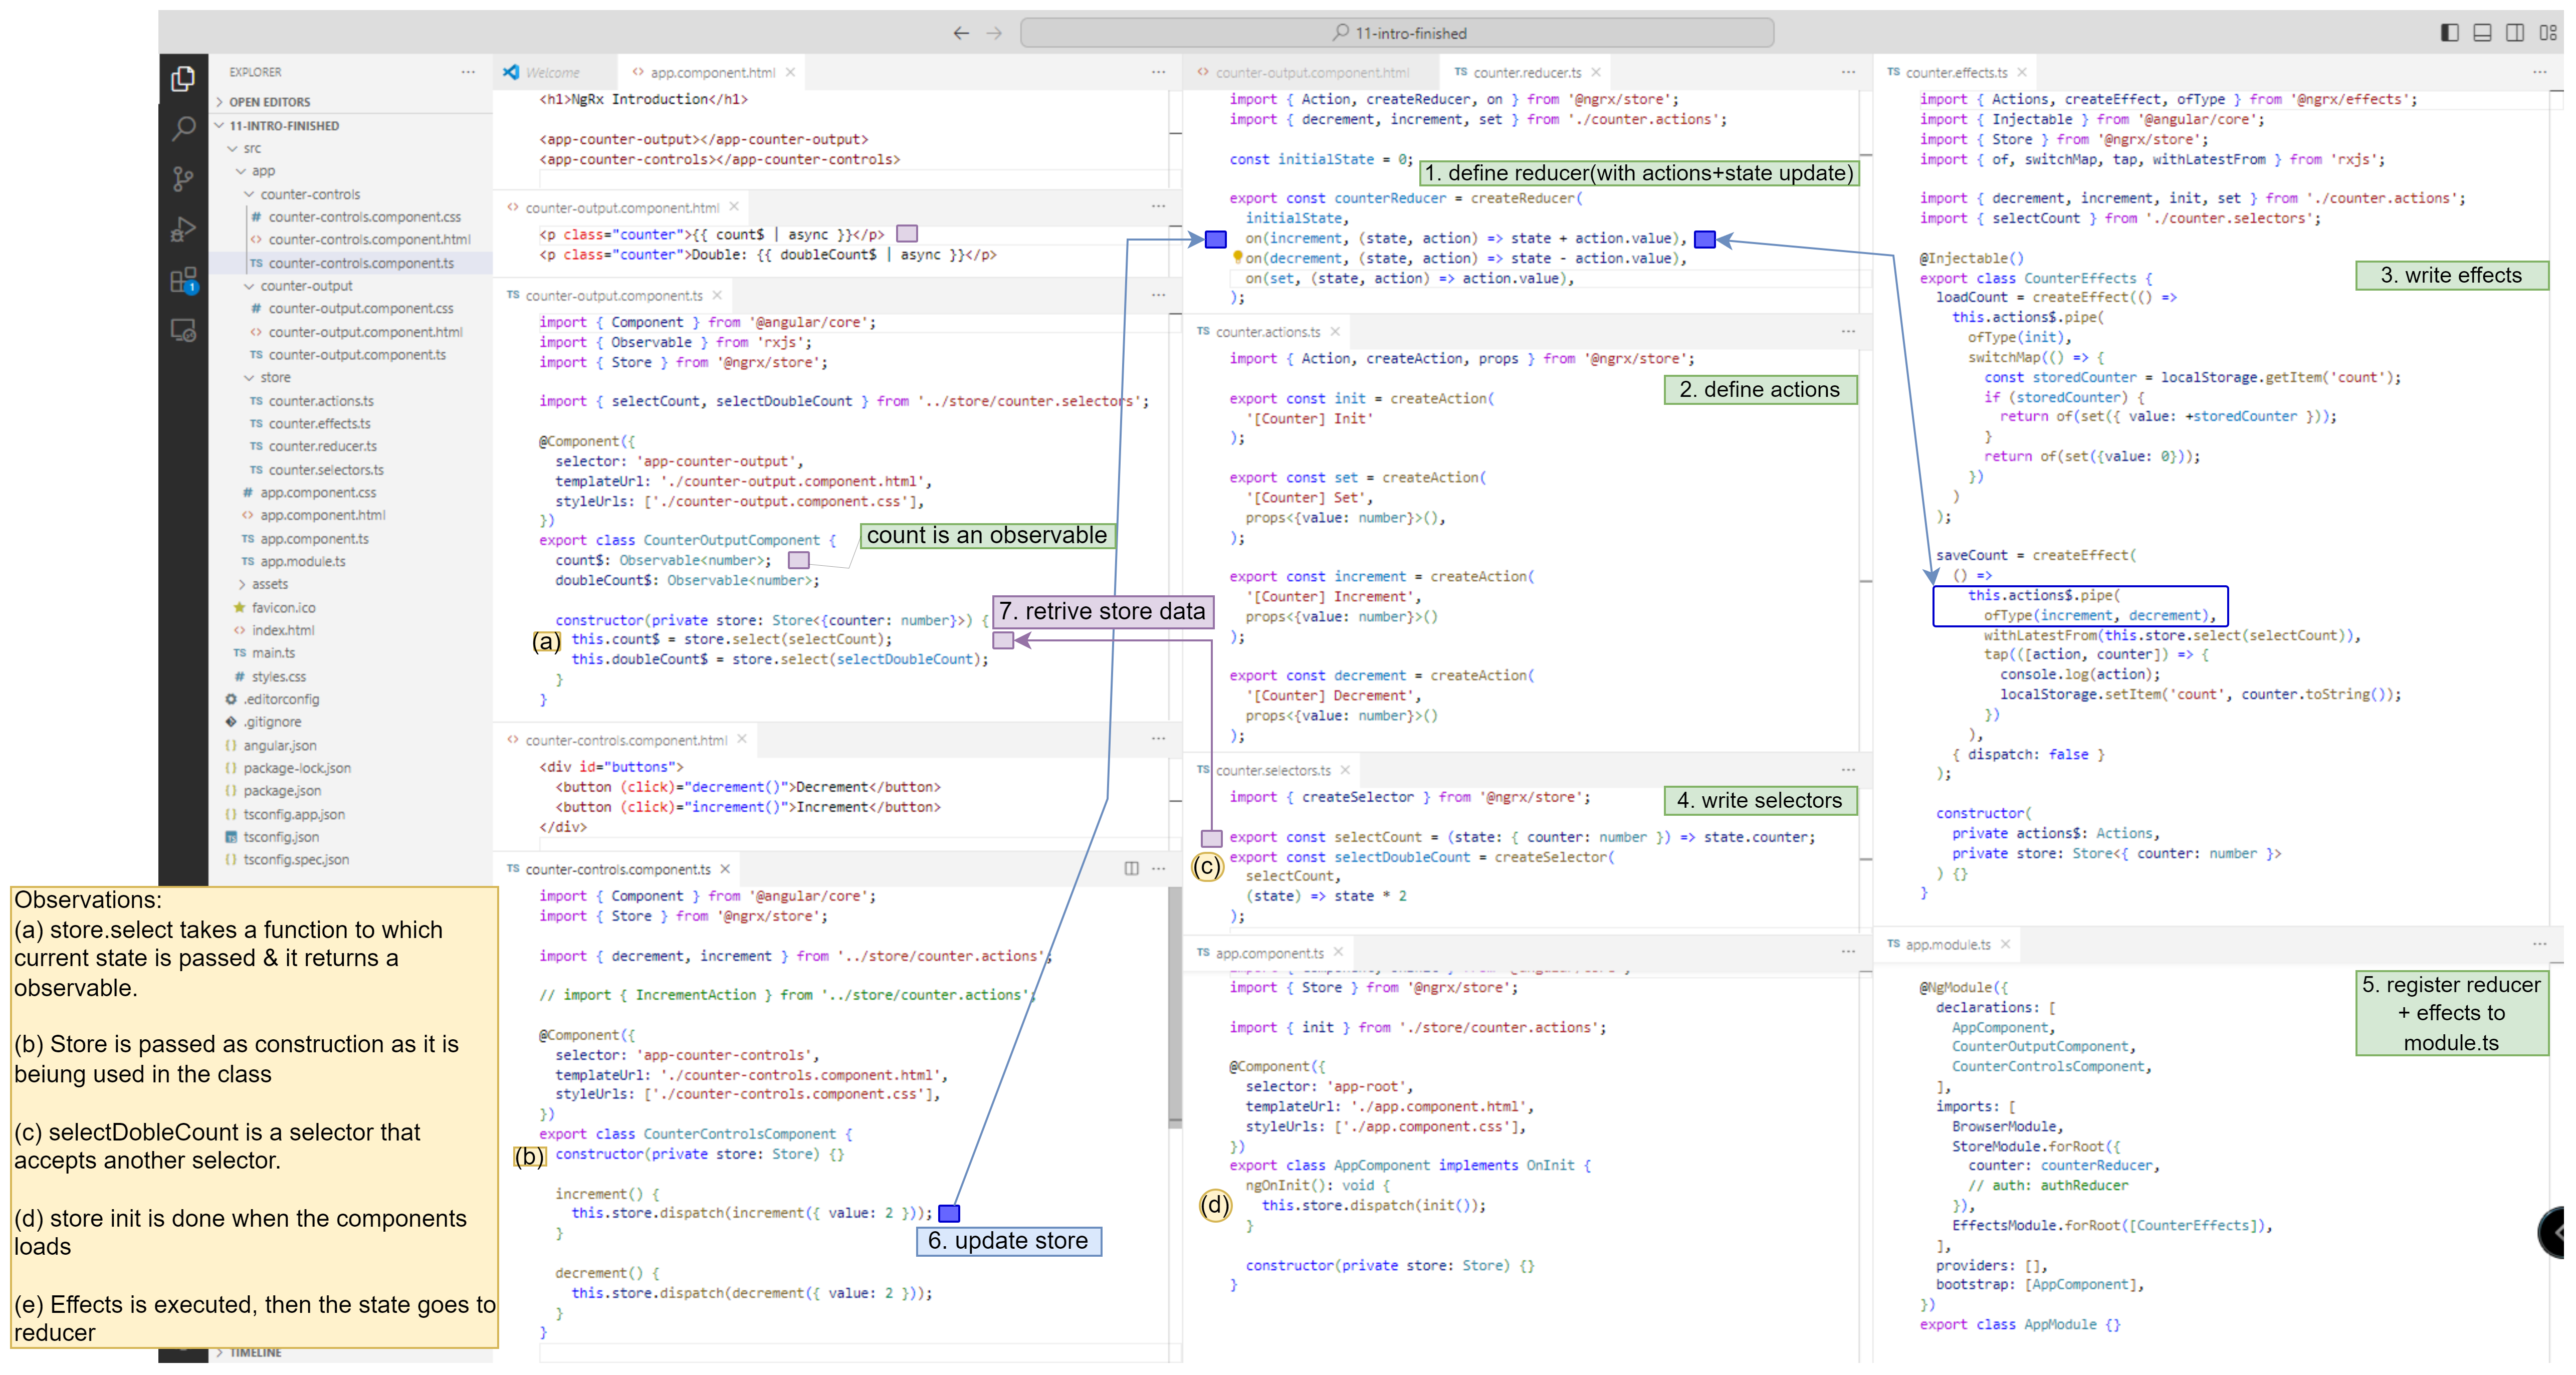 11-intro-finished
EXPLORER
OPEN EDITORS
11-INTRO-FINISHED
src
app
counter-controls
counter-controls.component.css
counter-controls.component.html
counter-controls.component.ts
counter-output
counter-output.component.css
counter-output.component.html
counter-output.component.ts
store
counter.actions.ts
counter.effects.ts
counter.reducer.ts
counter.selectors.ts
app.component.css
app.component.html
app.component.ts
app.module.ts
assets
favicon.ico
index.html
main.ts
styles.css
.editorconfig
.gitignore
angular.json
package-lock.json
package.json
tsconfig.app.json
tsconfig.json
tsconfig.spec.json
TIMELINE
Observations:
(a) store.select takes a function to which
current state is passed & it returns a
observable.
(b) Store is passed as construction as it is
beiung used in the class
(c) selectDobleCount is a selector that
accepts another selector.
(d) store init is done when the components
loads
(e) Effects is executed, then the state goes to
reducer
Welcome
app.component.html
<h1>NgRx Introduction</h1>
<app-counter-output></app-counter-output>
<app-counter-controls></app-counter-controls>
counter-output.component.html
<p class="counter">{{ count$ | async }}</p>
<p class="counter">Double: {{ doubleCount$ | async }}</p>
counter-output.component.ts
import { Component } from '@angular/core';
import { Observable } from 'rxjs';
import { Store } from '@ngrx/store';
import { selectCount, selectDoubleCount } from '../store/counter.selectors';
@Component({
selector: 'app-counter-output',
templateUrl: './counter-output.component.html',
styleUrls: ['./counter-output.component.css'],
})
export class CounterOutputComponent {
count is an observable
count$: Observable<number>;
doubleCount$: Observable<number>;
7. retrive store data
constructor(private store: Store<{counter: number}>) {
(a) this.count$ = store.select(selectCount);
this.doubleCount$ = store.select(selectDoubleCount);
}
}
counter-controls.component.html
<div id="buttons">
<button (click)="decrement()">Decrement</button>
<button (click)="increment()">Increment</button>
</div>
counter-controls.component.ts
import { Component } from '@angular/core';
import { Store } from '@ngrx/store';
import { decrement, increment } from '../store/counter.actions';
// import { IncrementAction } from '../store/counter.actions';
@Component({
selector: 'app-counter-controls',
templateUrl: './counter-controls.component.html',
styleUrls: ['./counter-controls.component.css'],
})
export class CounterControlsComponent {
(b) constructor(private store: Store) {}
increment() {
this.store.dispatch(increment({ value: 2 }));
}
6. update store
decrement() {
this.store.dispatch(decrement({ value: 2 }));
}
}
counter-output.component.html
counter.reducer.ts
import { Action, createReducer, on } from '@ngrx/store';
import { decrement, increment, set } from './counter.actions';
const initialState = 0;
1. define reducer(with actions+state update)
export const counterReducer = createReducer(
initialState,
on(increment, (state, action) => state + action.value),
on(decrement, (state, action) => state - action.value),
on(set, (state, action) => action.value),
);
counter.actions.ts
import { Action, createAction, props } from '@ngrx/store';
2. define actions
export const init = createAction(
'[Counter] Init'
);
export const set = createAction(
'[Counter] Set',
props<{value: number}>(),
);
export const increment = createAction(
'[Counter] Increment',
props<{value: number}>()
);
export const decrement = createAction(
'[Counter] Decrement',
props<{value: number}>()
);
counter.selectors.ts
import { createSelector } from '@ngrx/store';
4. write selectors
export const selectCount = (state: { counter: number }) => state.counter;
(c) export const selectDoubleCount = createSelector(
selectCount,
(state) => state * 2
);
app.component.ts
import { Store } from '@ngrx/store';
import { init } from './store/counter.actions';
@Component({
selector: 'app-root',
templateUrl: './app.component.html',
styleUrls: ['./app.component.css'],
})
export class AppComponent implements OnInit {
ngOnInit(): void {
(d) this.store.dispatch(init());
}
constructor(private store: Store) {}
}
counter.effects.ts
import { Actions, createEffect, ofType } from '@ngrx/effects';
import { Injectable } from '@angular/core';
import { Store } from '@ngrx/store';
import { of, switchMap, tap, withLatestFrom } from 'rxjs';
import { decrement, increment, init, set } from './counter.actions';
import { selectCount } from './counter.selectors';
@Injectable()
3. write effects
export class CounterEffects {
loadCount = createEffect(() =>
this.actions$.pipe(
ofType(init),
switchMap(() => {
const storedCounter = localStorage.getItem('count');
if (storedCounter) {
return of(set({ value: +storedCounter }));
}
return of(set({value: 0}));
})
)
);
saveCount = createEffect(
() =>
this.actions$.pipe(
ofType(increment, decrement),
withLatestFrom(this.store.select(selectCount)),
tap(([action, counter]) => {
console.log(action);
localStorage.setItem('count', counter.toString());
})
),
{ dispatch: false }
);
constructor(
private actions$: Actions,
private store: Store<{ counter: number }>
) {}
}
app.module.ts
5. register reducer
+ effects to
module.ts
@NgModule({
declarations: [
AppComponent,
CounterOutputComponent,
CounterControlsComponent,
],
imports: [
BrowserModule,
StoreModule.forRoot({
counter: counterReducer,
// auth: authReducer
}),
EffectsModule.forRoot([CounterEffects]),
],
providers: [],
bootstrap: [AppComponent],
})
export class AppModule {}